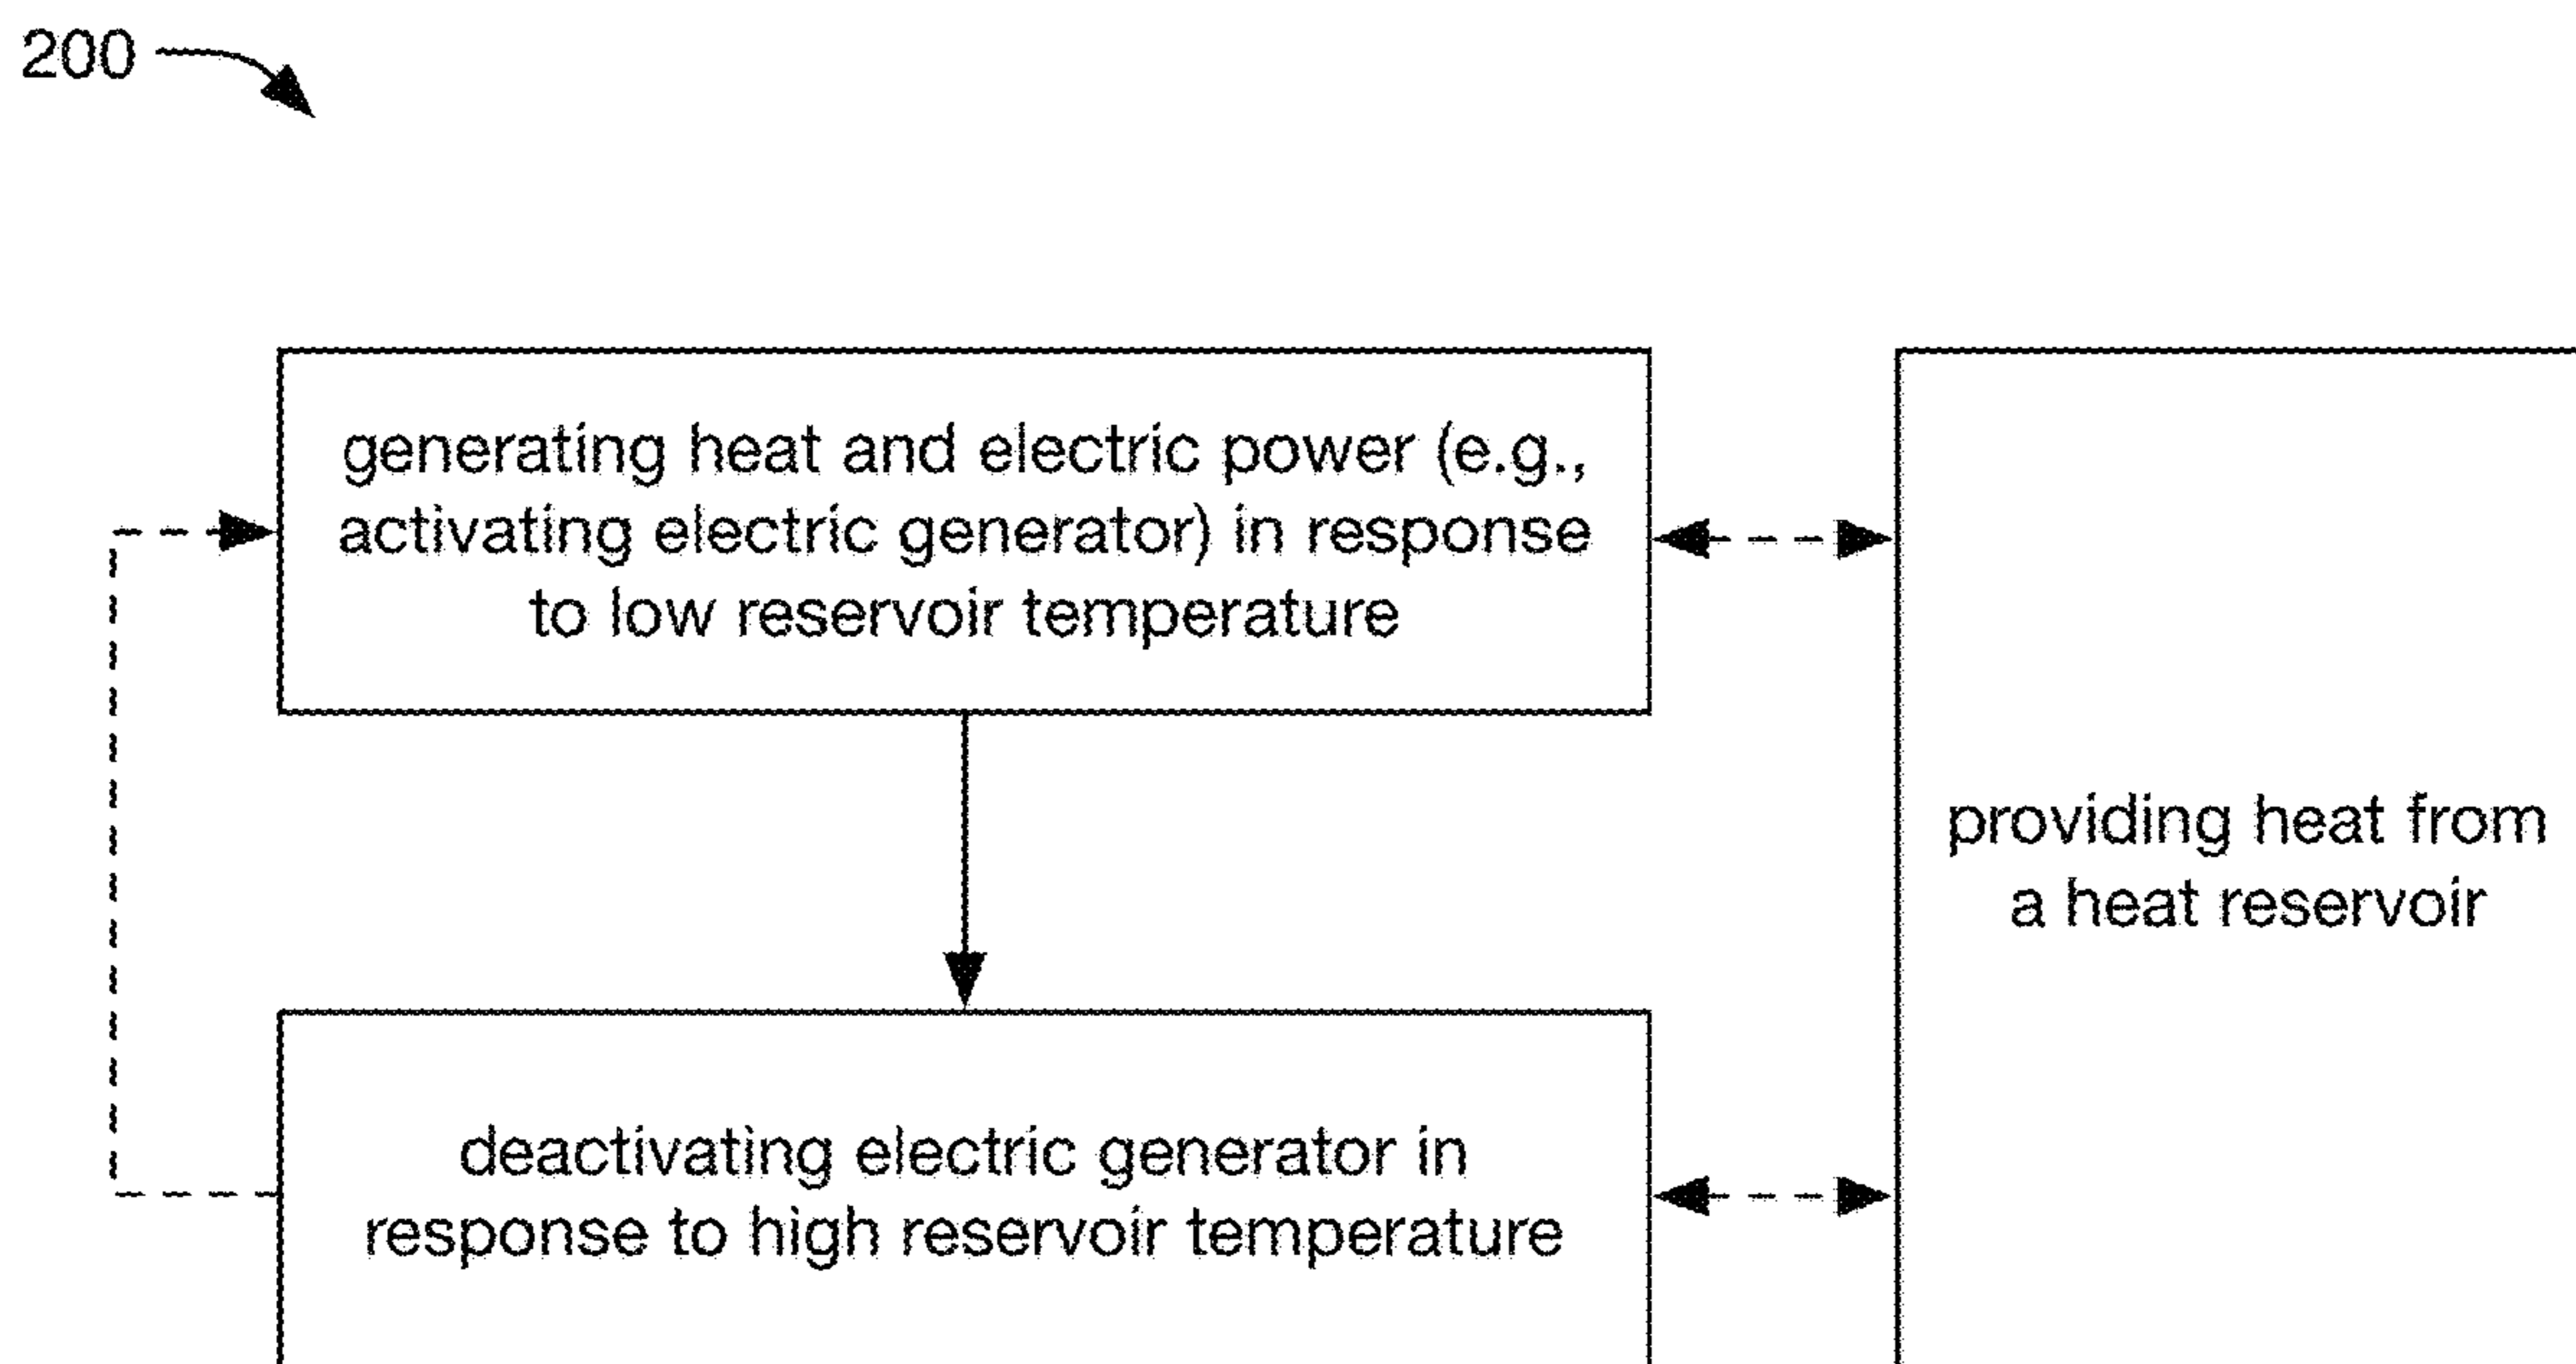 200
generating heat and electric power (e.g.,
activating electric generator) in response
to low reservoir temperature
providing heat from
a heat reservoir
deactivating electric generator in
response to high reservoir temperature